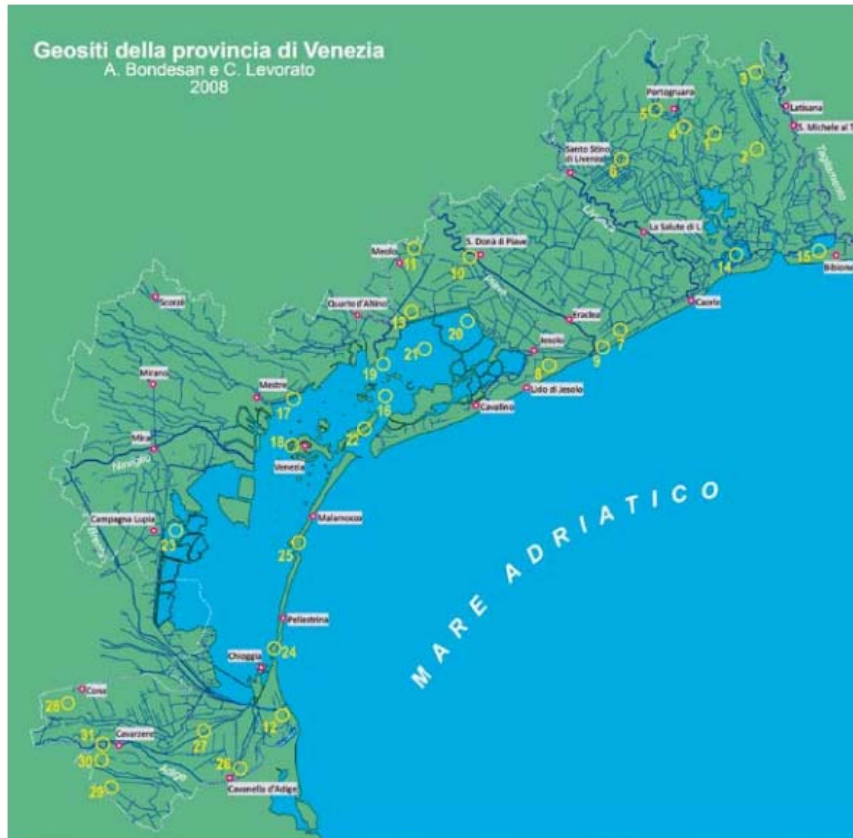 Geositi della provincia di Venezia
A. Bondesan e C. Levorato
2008
3
Latisana
Portogruaro
5
S. Michele al T
4
1
2
Tagliamento
Santo Stino
di Livenza
6
Livenza
La Salute di L.
Meolo
11
S. Donà di Piave
10
14
15
Bibione
Scorzè
Quarto d'Altino
13
20
Piave
Eraclea
Caorle
7
21
9
Jesolo
8
19
Mirano
Mestre
17
16
Lido di Jesolo
Cavallino
22
Mira
Naviglio
18
Venezia
Campagna Lupia
23
Brenta
Malamocco
25
MARE ADRIATICO
Pellestrina
24
Chioggia
Cona
28
12
31
Cavarzere
27
30
Adige
26
29
Cavanella d'Adige